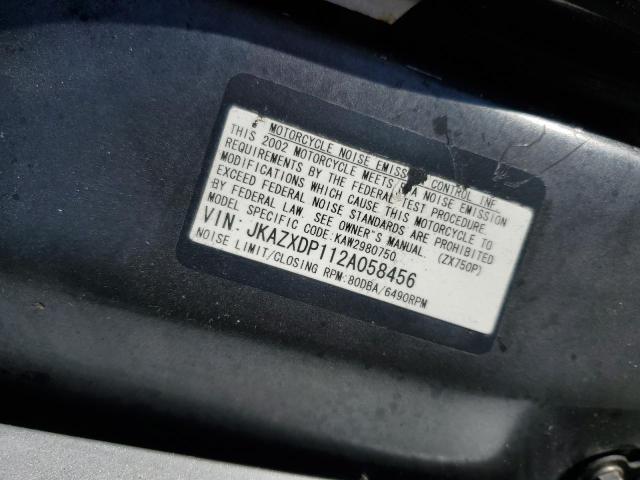 MOTORCYCLE NOISE EMISSION CONTROL INF
THIS 2002 MOTORCYCLE MEETS EPA NOISE EMISSION
REQUIREMENTS BY THE FEDERAL TEST PROCEDURE.
MODIFICATIONS WHICH CAUSE THIS MOTORCYCLE TO
EXCEED FEDERAL NOISE STANDARDS ARE PROHIBITED
BY FEDERAL LAW. SEE OWNER'S MANUAL.
MODEL SPECIFIC CODE:KAW2980750 (ZX750P)
VIN: JKAZXDP112A058456
NOISE LIMIT/CLOSING RPM:80DBA/6490RPM